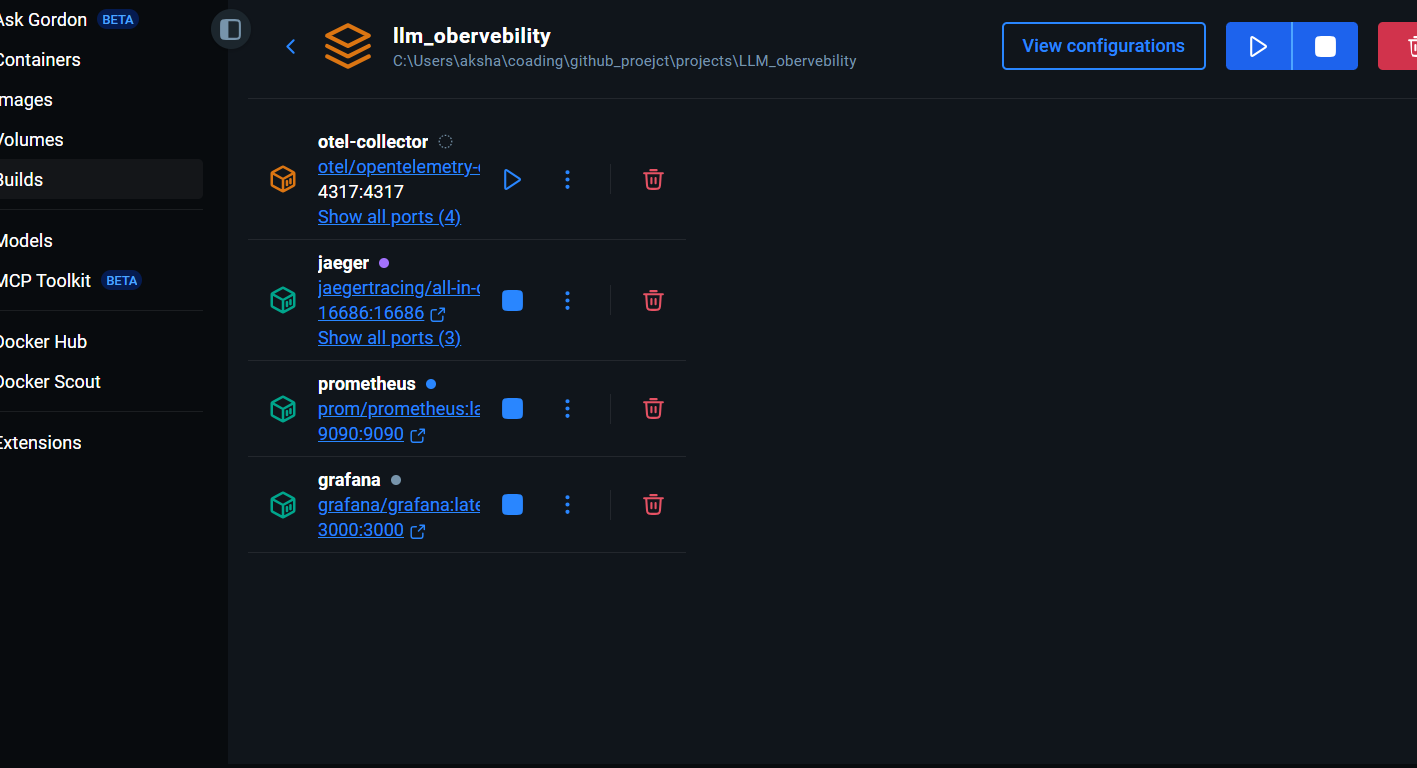 Ask Gordon BETA
Containers
Images
Volumes
Builds
Models
MCP Toolkit BETA
Docker Hub
Docker Scout
Extensions
llm_obervebility
C:\Users\aksha\coading\github_proejct\projects\LLM_obervebility
View configurations
otel-collector
otel/opentelemetry-
4317:4317
Show all ports (4)
jaeger
jaegertracing/all-in-o
16686:16686
Show all ports (3)
prometheus
prom/prometheus:la
9090:9090
grafana
grafana/grafana:late
3000:3000